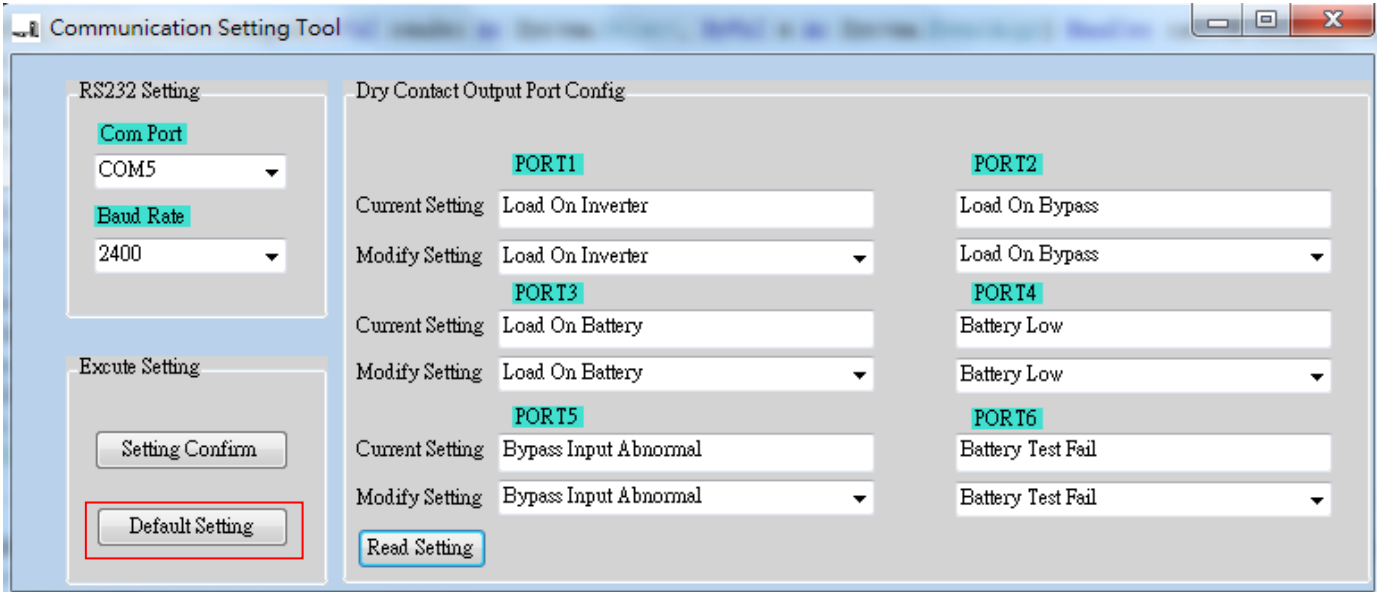 Communication Setting Tool
RS232 Setting
Com Port
COM5
Baud Rate
2400
Excute Setting
Setting Confirm
Default Setting
Dry Contact Output Port Config
PORT1 PORT2
Current Setting Load On Inverter Load On Bypass
Modify Setting Load On Inverter Load On Bypass
PORT3 PORT4
Current Setting Load On Battery Battery Low
Modify Setting Load On Battery Battery Low
PORT5 PORT6
Current Setting Bypass Input Abnormal Battery Test Fail
Modify Setting Bypass Input Abnormal Battery Test Fail
Read Setting